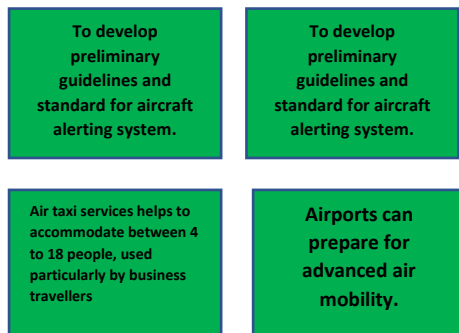 To develop
preliminary
guidelines and
standard for aircraft
alerting system.
To develop
preliminary
guidelines and
standard for aircraft
alerting system.
Air taxi services helps to
accommodate between 4
to 18 people, used
particularly by business
travellers
Airports can
prepare for
advanced air
mobility.